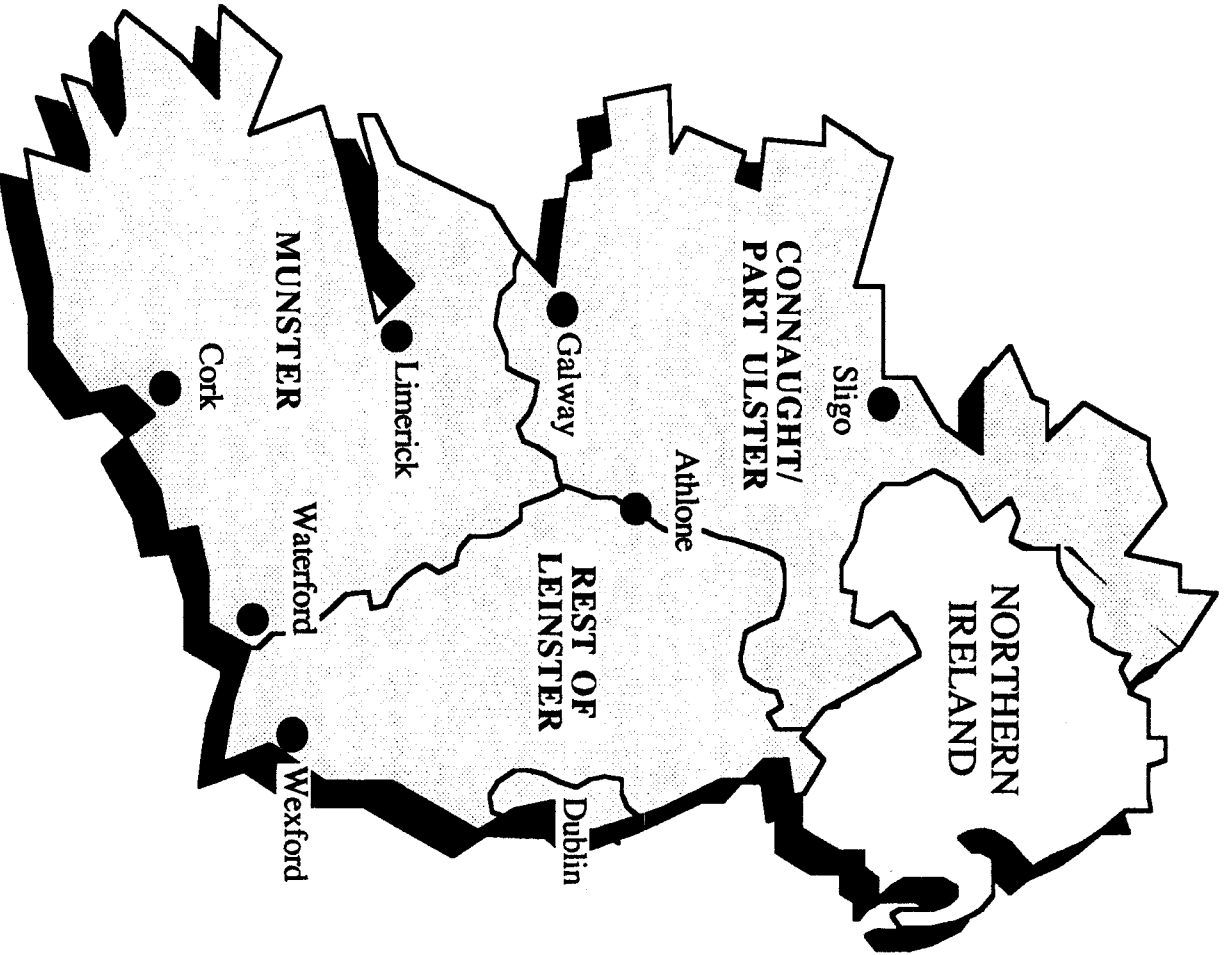 NORTHERN
IRELAND
Sligo
CONNAUGHT/
PART ULSTER
Athlone
Galway
REST OF
LEINSTER
Dublin
Limerick
MUNSTER
Waterford
Wexford
Cork